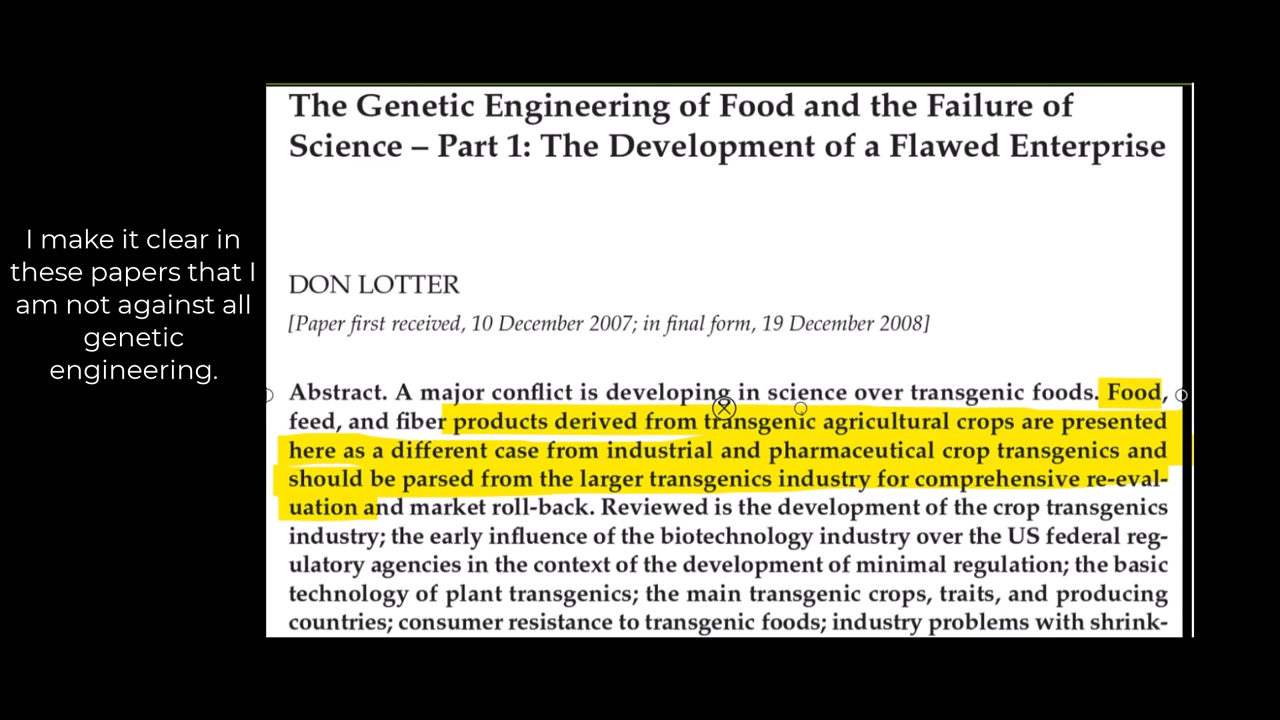 I make it clear in
these papers that I
am not against all
genetic
engineering.
The Genetic Engineering of Food and the Failure of
Science – Part 1: The Development of a Flawed Enterprise
DON LOTTER
[Paper first received, 10 December 2007; in final form, 19 December 2008]
Abstract. A major conflict is developing in science over transgenic foods. Food,
feed, and fiber products derived from transgenic agricultural crops are presented
here as a different case from industrial and pharmaceutical crop transgenics and
should be parsed from the larger transgenics industry for comprehensive re-eval-
uation and market roll-back. Reviewed is the development of the crop transgenics
industry; the early influence of the biotechnology industry over the US federal reg-
ulatory agencies in the context of the development of minimal regulation; the basic
technology of plant transgenics; the main transgenic crops, traits, and producing
countries; consumer resistance to transgenic foods; industry problems with shrink-